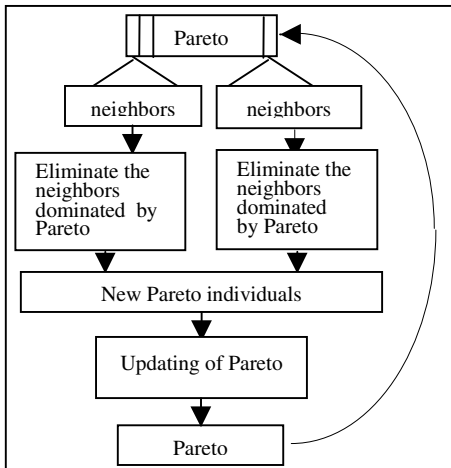 Pareto
neighbors
neighbors
Eliminate the
neighbors
dominated by
Pareto
Eliminate the
neighbors
dominated
by Pareto
New Pareto individuals
Updating of Pareto
Pareto